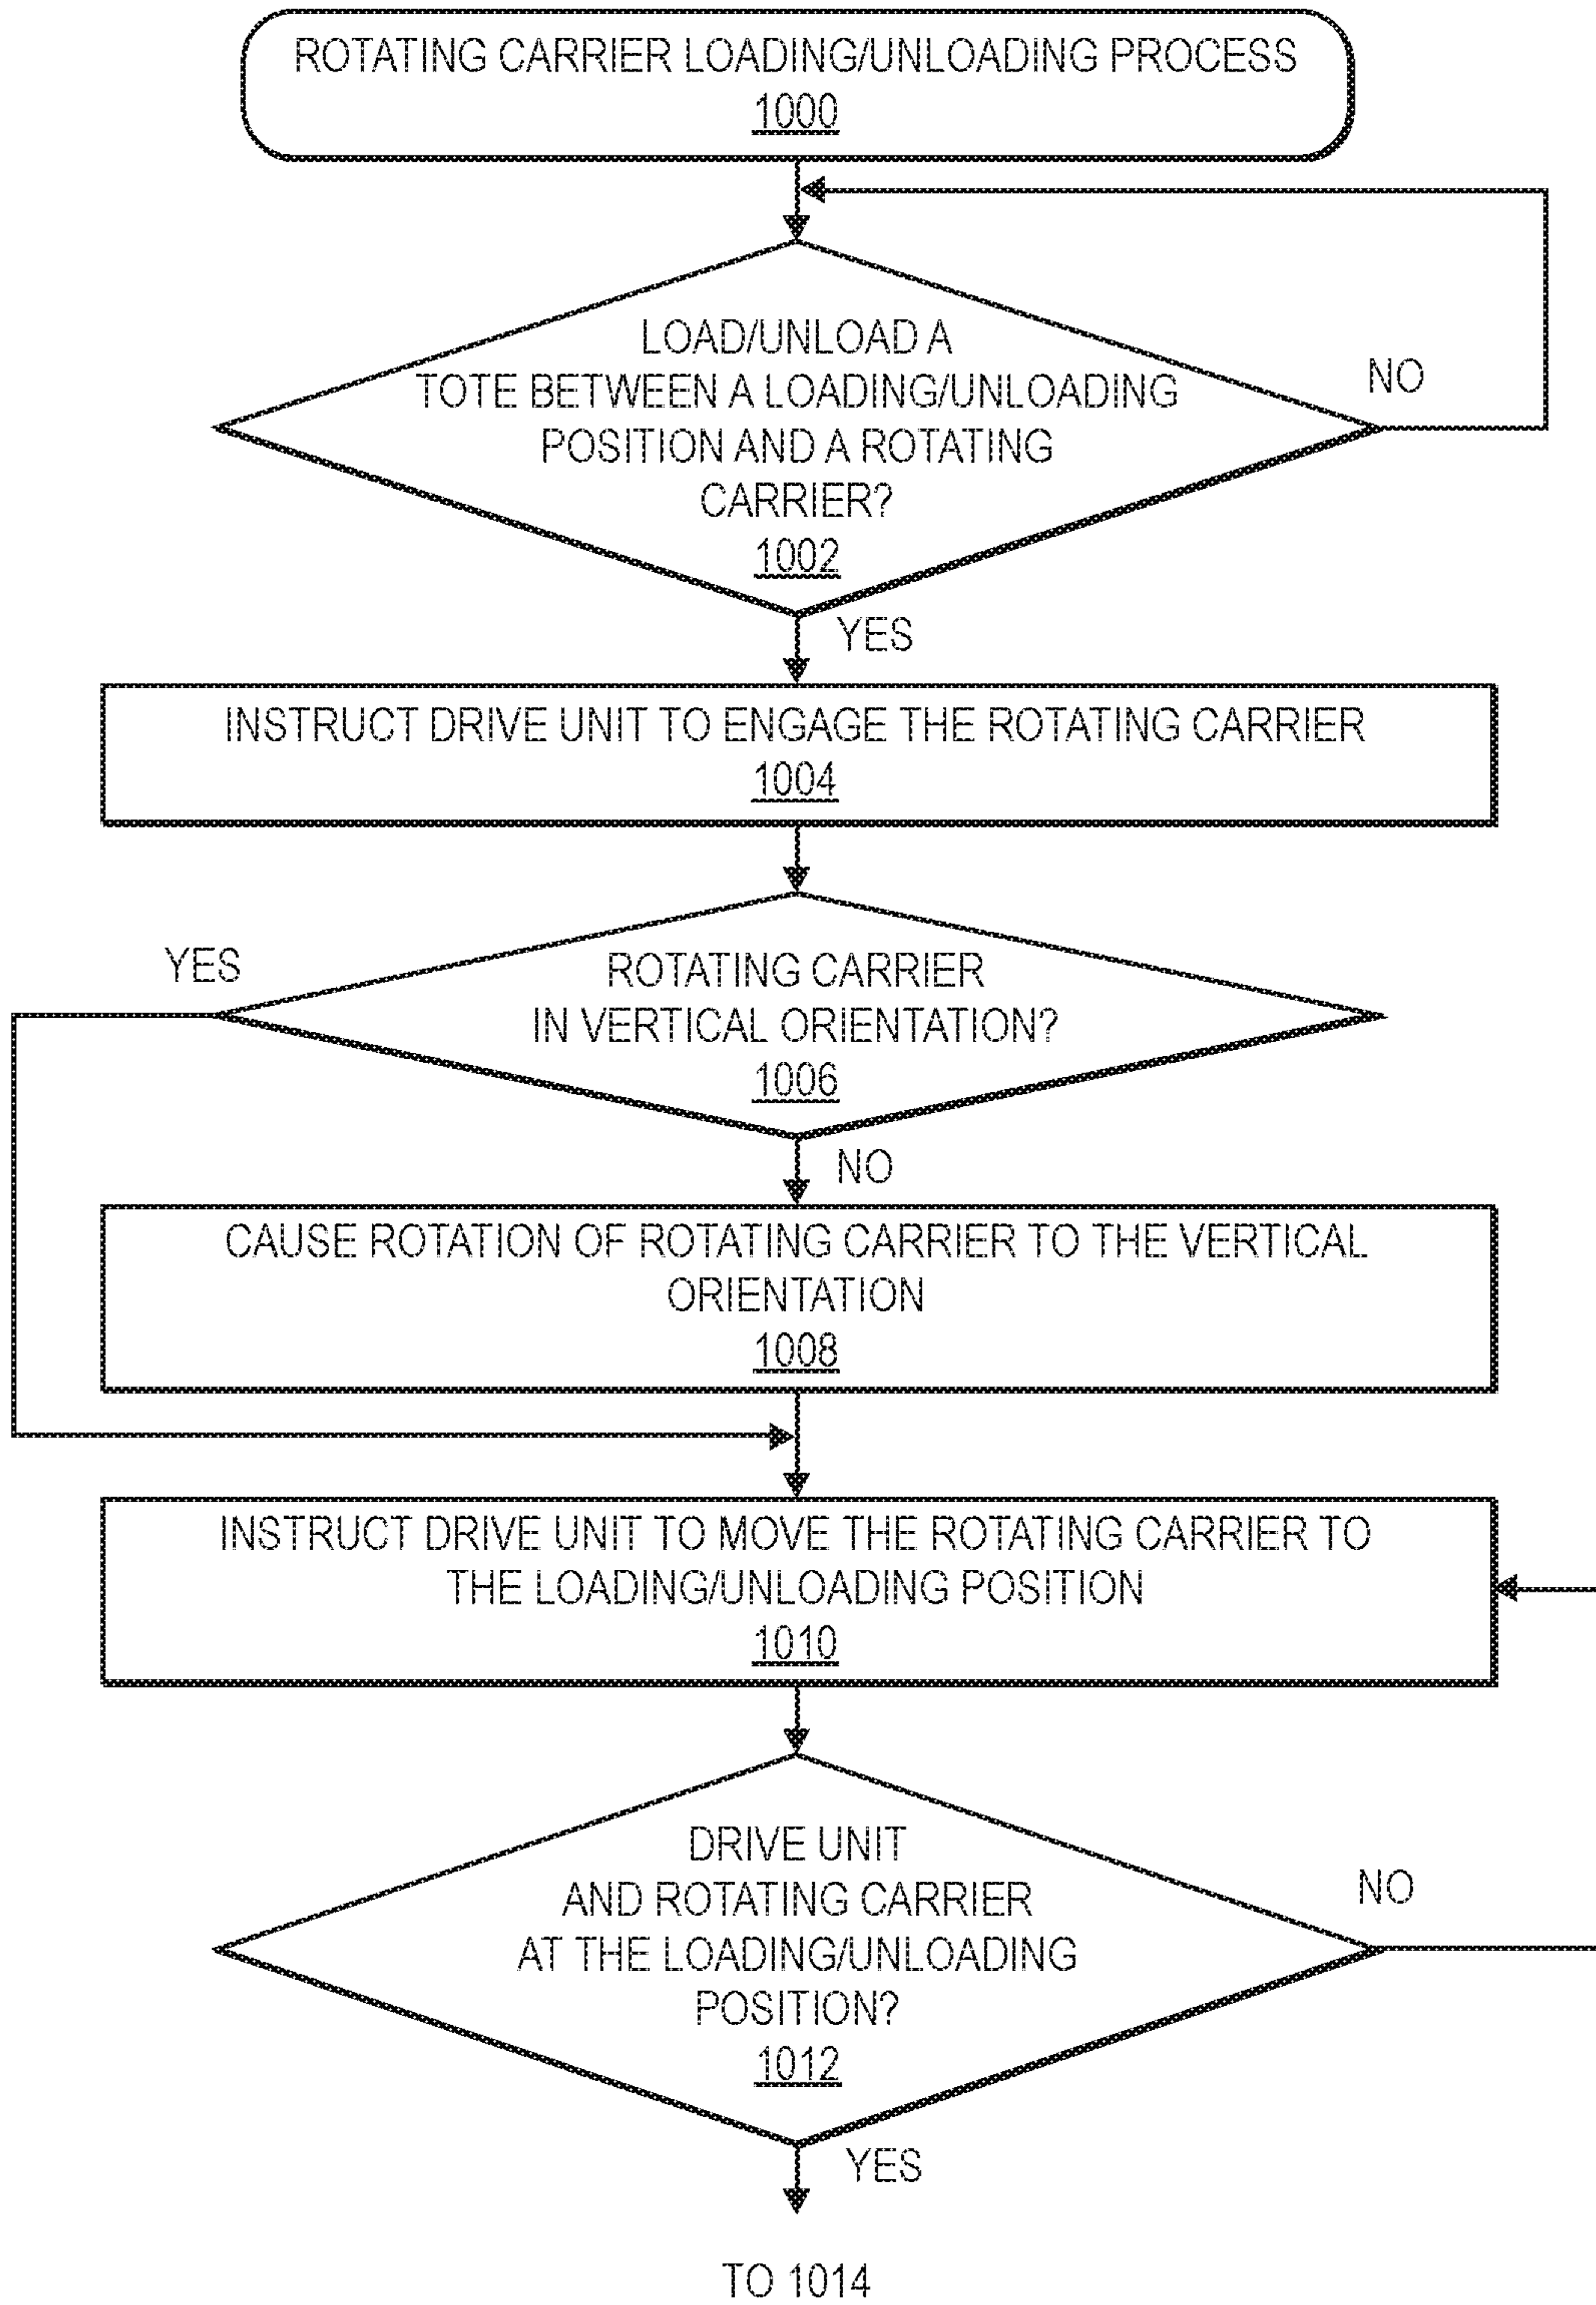 ROTATING CARRIER LOADING/UNLOADING PROCESS
1000
LOAD/UNLOAD A
TOTE BETWEEN A LOADING/UNLOADING
POSITION AND A ROTATING
CARRIER?
1002
NO
YES
INSTRUCT DRIVE UNIT TO ENGAGE THE ROTATING CARRIER
1004
YES
ROTATING CARRIER
IN VERTICAL ORIENTATION?
1006
NO
CAUSE ROTATION OF ROTATING CARRIER TO THE VERTICAL
ORIENTATION
1008
INSTRUCT DRIVE UNIT TO MOVE THE ROTATING CARRIER TO
THE LOADING/UNLOADING POSITION
1010
DRIVE UNIT
AND ROTATING CARRIER
AT THE LOADING/UNLOADING
POSITION?
1012
NO
YES
TO 1014